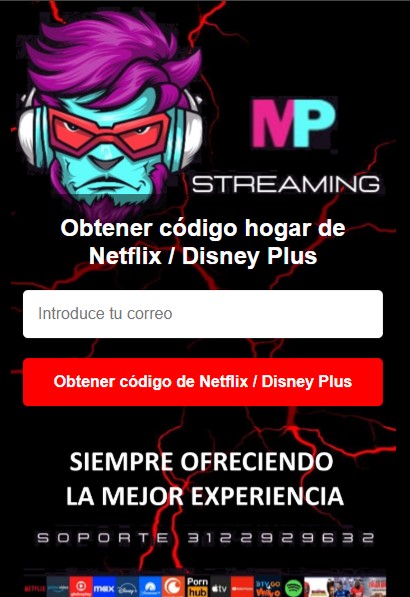 MP
STREAMING
Obtener código hogar de
Netflix / Disney Plus
Introduce tu correo
Obtener código de Netflix / Disney Plus
SIEMPRE OFRECIENDO
LA MEJOR EXPERIENCIA
SOPORTE 3122929632
NETFLIX
max
Disney+
Porn
hub
tv